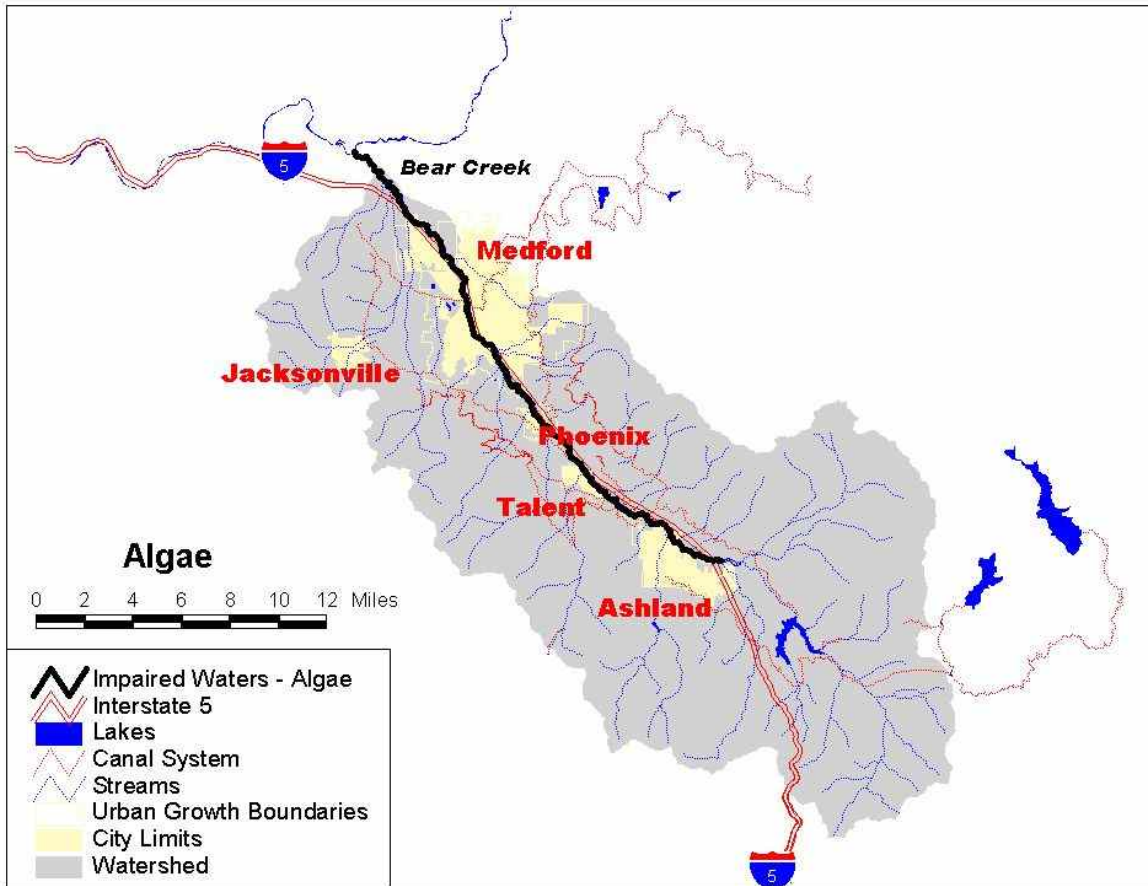 5
Bear Creek
Medford
Jacksonville
Phoenix
Talent
Algae
0 2 4 6 8 10 12 Miles
Ashland
Impaired Waters - Algae
Interstate 5
Lakes
Canal System
Streams
Urban Growth Boundaries
City Limits
Watershed
5